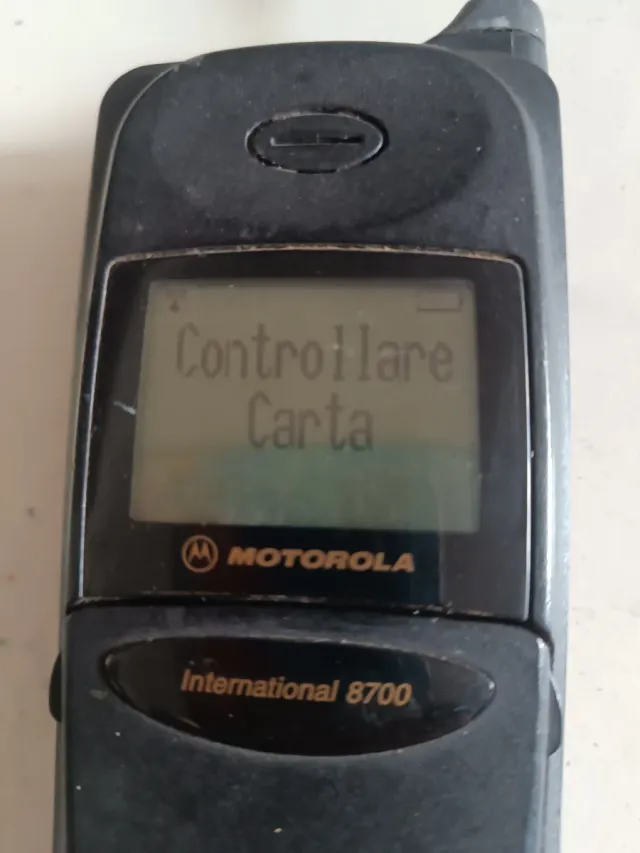 Controllare
Carta
MOTOROLA
International 8700